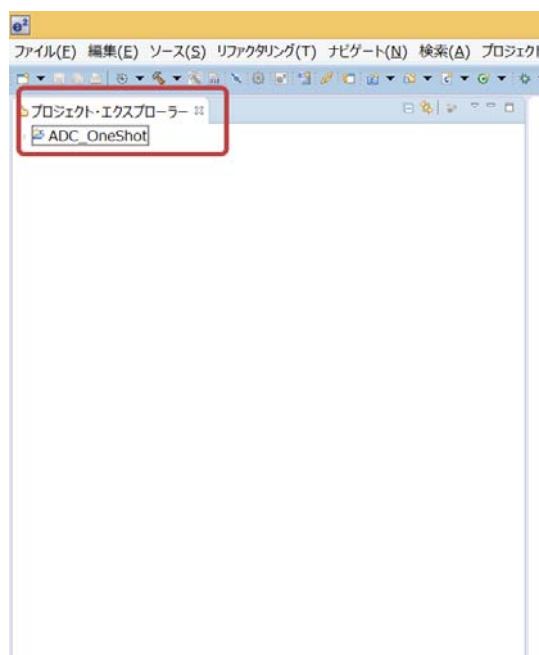 e²
ファイル(F) 編集(E) ソース(S) リファクタリング(T) ナビゲート(N) 検索(A) プロジェクト
プロジェクト・エクスプローラー
ADC_OneShot